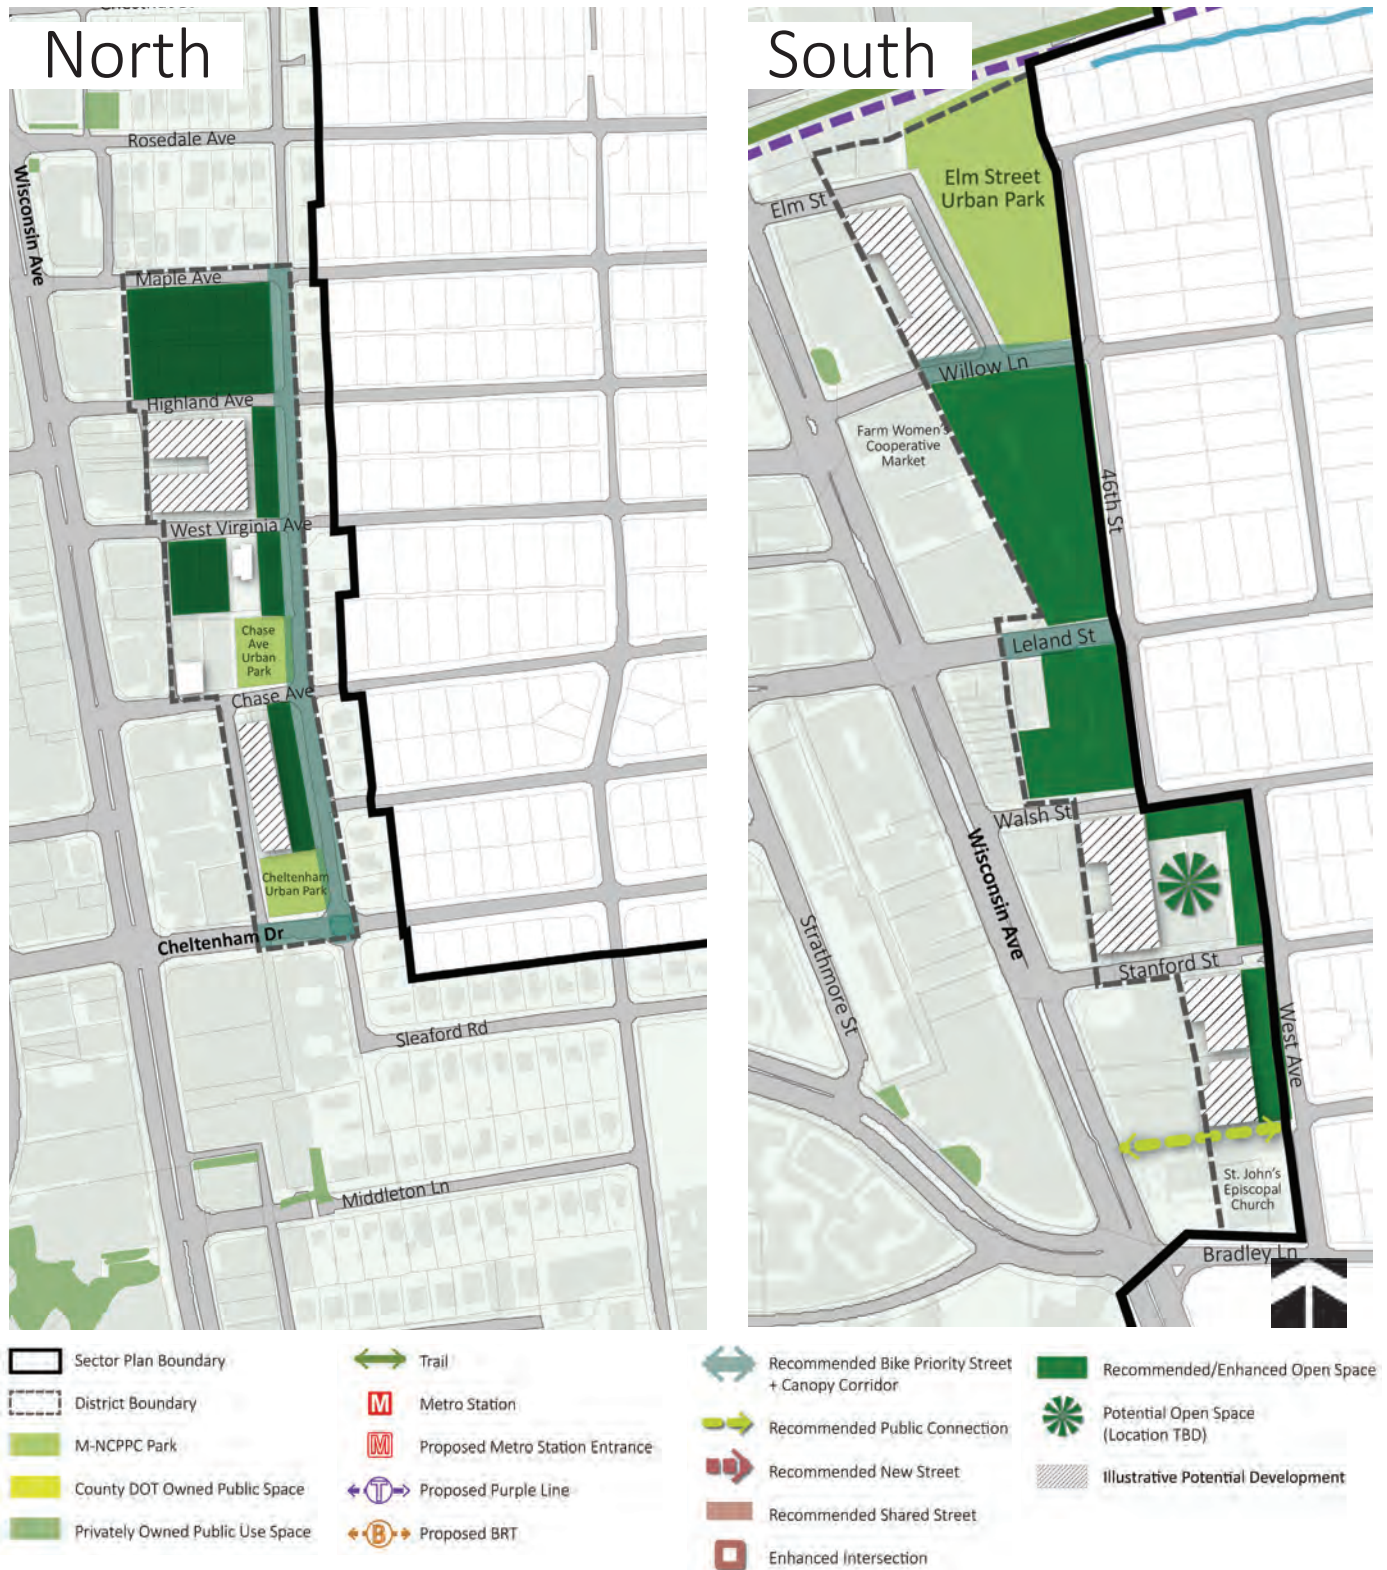 North
Rosedale Ave
Wisconsin Ave
Maple Ave
Highland Ave
West Virginia Ave
Chase
Ave
Urban
Park
Chase Ave
Cheltenham
Urban Park
Cheltenham Dr
Sleaford Rd
Middleton Ln
South
Elm Street
Urban Park
Elm St
Willow Ln
Farm Women's
Cooperative
Market
46th St
Leland St
Walsh St
Wisconsin Ave
Strathmore St
Stanford St
West Ave
St. John's
Episcopal
Church
Bradley Ln
Sector Plan Boundary
District Boundary
M-NCPPC Park
County DOT Owned Public Space
Privately Owned Public Use Space
Trail
M Metro Station
M Proposed Metro Station Entrance
T Proposed Purple Line
B Proposed BRT
Recommended Bike Priority Street
+ Canopy Corridor
Recommended Public Connection
Recommended New Street
Recommended Shared Street
Enhanced Intersection
Recommended/Enhanced Open Space
Potential Open Space
(Location TBD)
Illustrative Potential Development